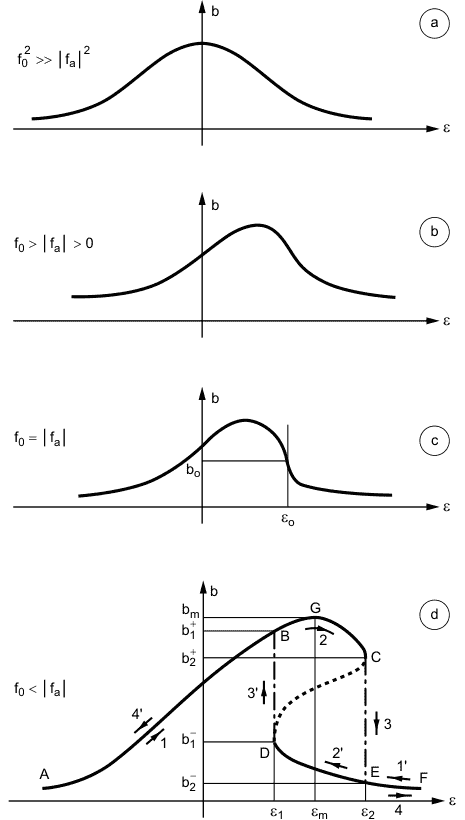 b
a
f₀² >> |fₐ|²
ε
b
b
f₀ > |fₐ| > 0
ε
b
c
f₀ = |fₐ|
b₀
ε₀
ε
b
d
bₘ
G
b₁⁺
B
2
b₂⁺
C
f₀ < |fₐ|
3'
4'
3
1
b₁⁻
D
2'
A
E
1'
F
b₂⁻
4
ε₁
εₘ
ε₂
ε